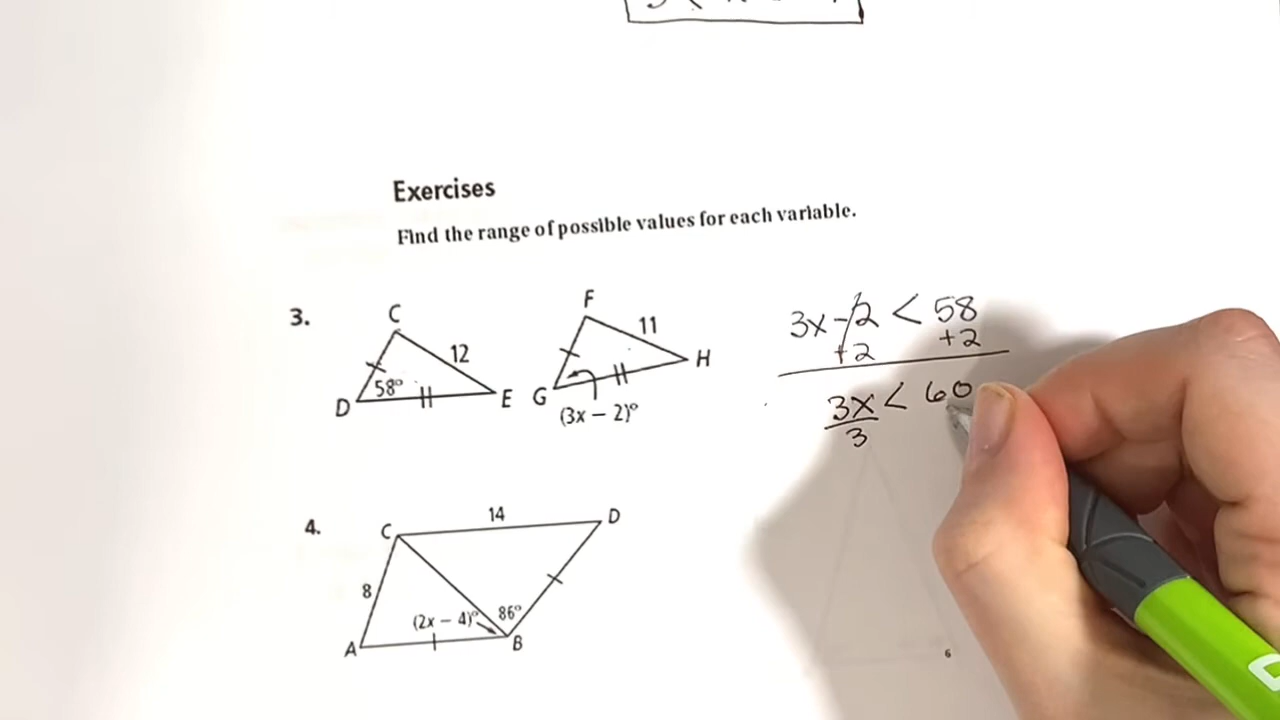 Exercises
Find the range of possible values for each variable.
3.
C
12
58°
D
E
F
11
H
G
(3x − 2)°
3x - 2 < 58
+2 +2
3x < 60
3
4.
C
14
D
8
(2x − 4)°
86°
A
B
6